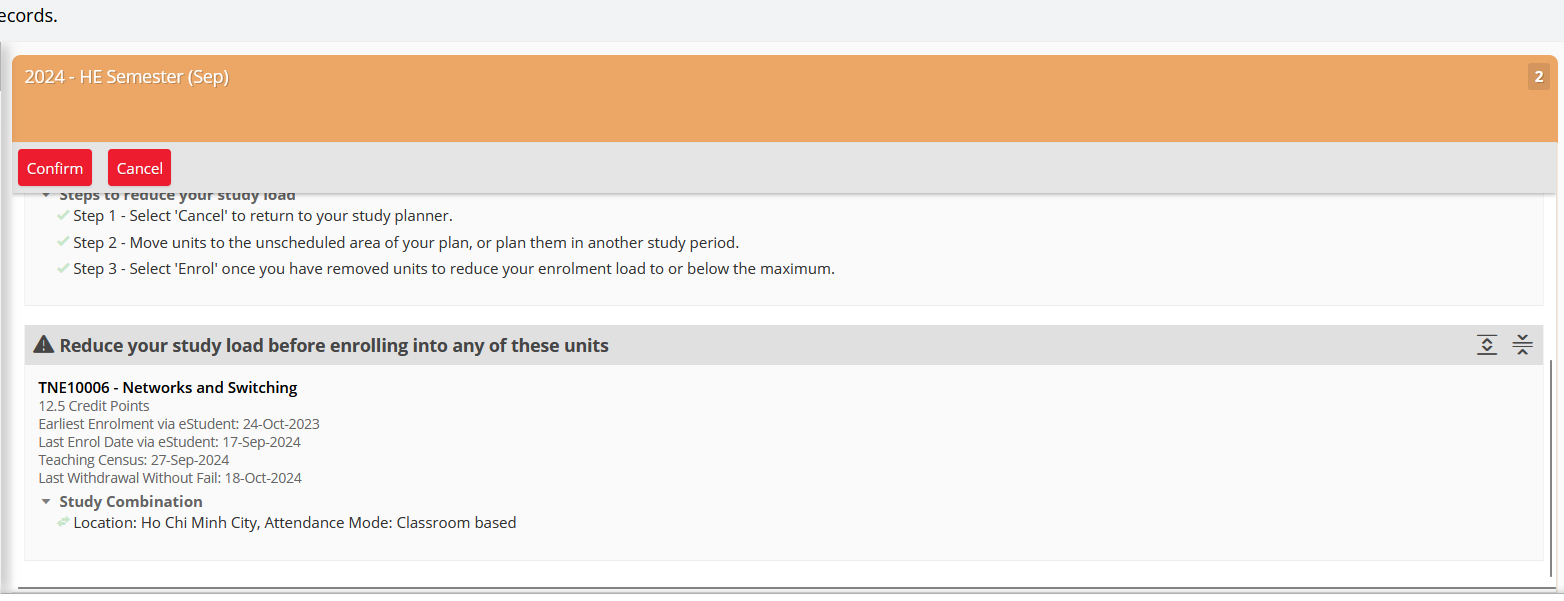 ecords.
2024 - HE Semester (Sep)
2
Confirm
Cancel
Steps to reduce your study load
Step 1 - Select 'Cancel' to return to your study planner.
Step 2 - Move units to the unscheduled area of your plan, or plan them in another study period.
Step 3 - Select 'Enrol' once you have removed units to reduce your enrolment load to or below the maximum.
Reduce your study load before enrolling into any of these units
TNE10006 - Networks and Switching
12.5 Credit Points
Earliest Enrolment via eStudent: 24-Oct-2023
Last Enrol Date via eStudent: 17-Sep-2024
Teaching Census: 27-Sep-2024
Last Withdrawal Without Fail: 18-Oct-2024
Study Combination
Location: Ho Chi Minh City, Attendance Mode: Classroom based